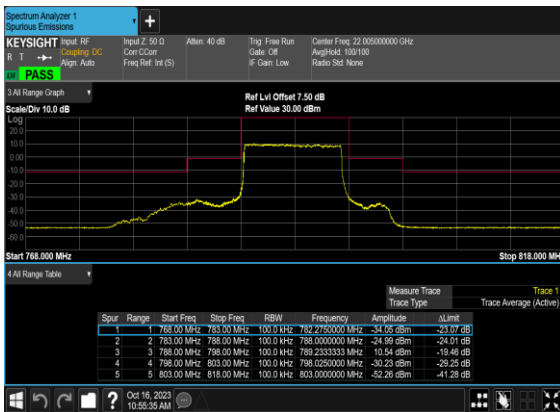 Spectrum Analyzer 1
Spurious Emissions
+
KEYSIGHT Input: RF Input Z: 50 Ω Atten: 40 dB Trig: Free Run Center Freq: 22.005000000 GHz
R T Coupling: DC Corr CCorr Gate: Off Avg|Hold: 100/100
Align: Auto Freq Ref: Int (S) IF Gain: Low Radio Std: None
PASS
3 All Range Graph
Ref Lvl Offset 7.50 dB
Scale/Div 10.0 dB Ref Value 30.00 dBm
Log
20.0
10.0
0.00
-10.0
-20.0
-30.0
-40.0
-50.0
-60.0
Start 768.000 MHz Stop 818.000 MH
4 All Range Table
Measure Trace Trace 1
Trace Type Trace Average (Active)
Spur Range Start Freq Stop Freq RBW Frequency Amplitude ΔLimit
1 1 768.00 MHz 783.00 MHz 100.0 kHz 782.2750000 MHz -34.05 dBm -23.07 dB
2 2 783.00 MHz 788.00 MHz 100.0 kHz 788.0000000 MHz -24.99 dBm -24.01 dB
3 3 788.00 MHz 798.00 MHz 100.0 kHz 789.2333333 MHz 10.54 dBm -19.46 dB
4 4 798.00 MHz 803.00 MHz 100.0 kHz 798.0250000 MHz -30.23 dBm -29.25 dB
5 5 803.00 MHz 818.00 MHz 100.0 kHz 803.0000000 MHz -52.26 dBm -41.28 dB
?
Oct 16, 2023
10:55:35 AM